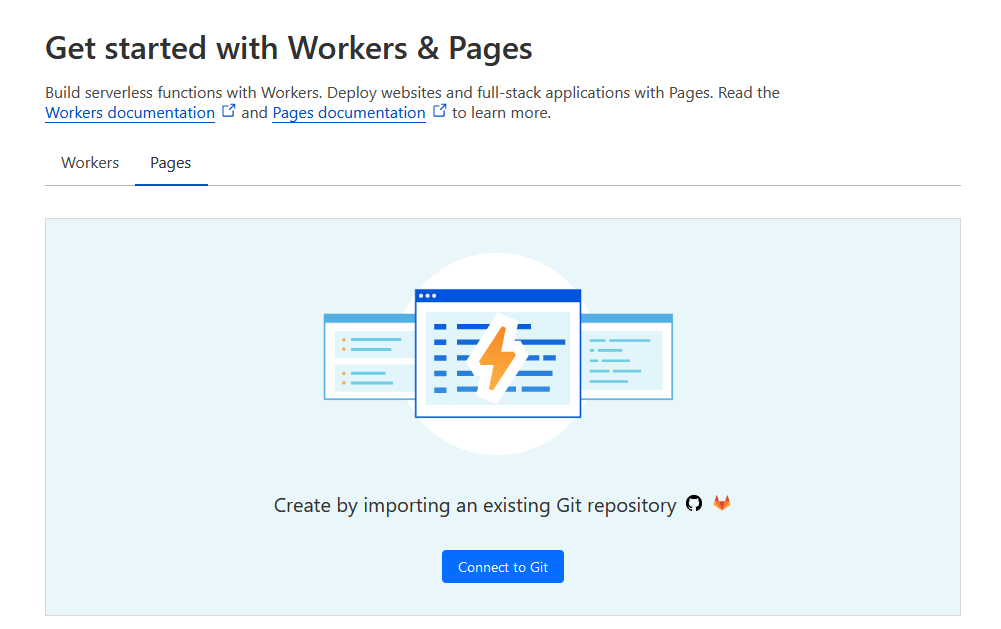 Get started with Workers & Pages
Build serverless functions with Workers. Deploy websites and full-stack applications with Pages. Read the
Workers documentation and Pages documentation to learn more.
Workers Pages
Create by importing an existing Git repository
Connect to Git